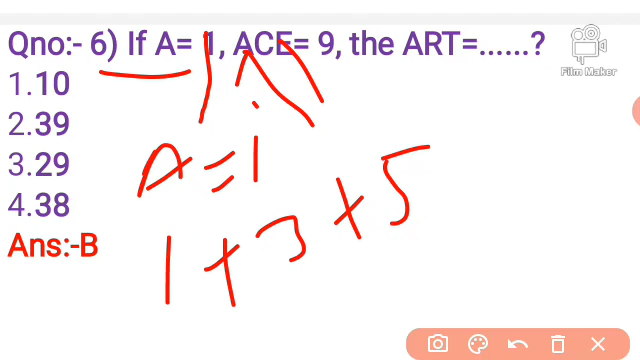 Qno:- 6) If A= 1, ACE= 9, the ART=......?
Film Maker
1.10
2.39
3.29
4.38
A=1
1+3+5
Ans:-B